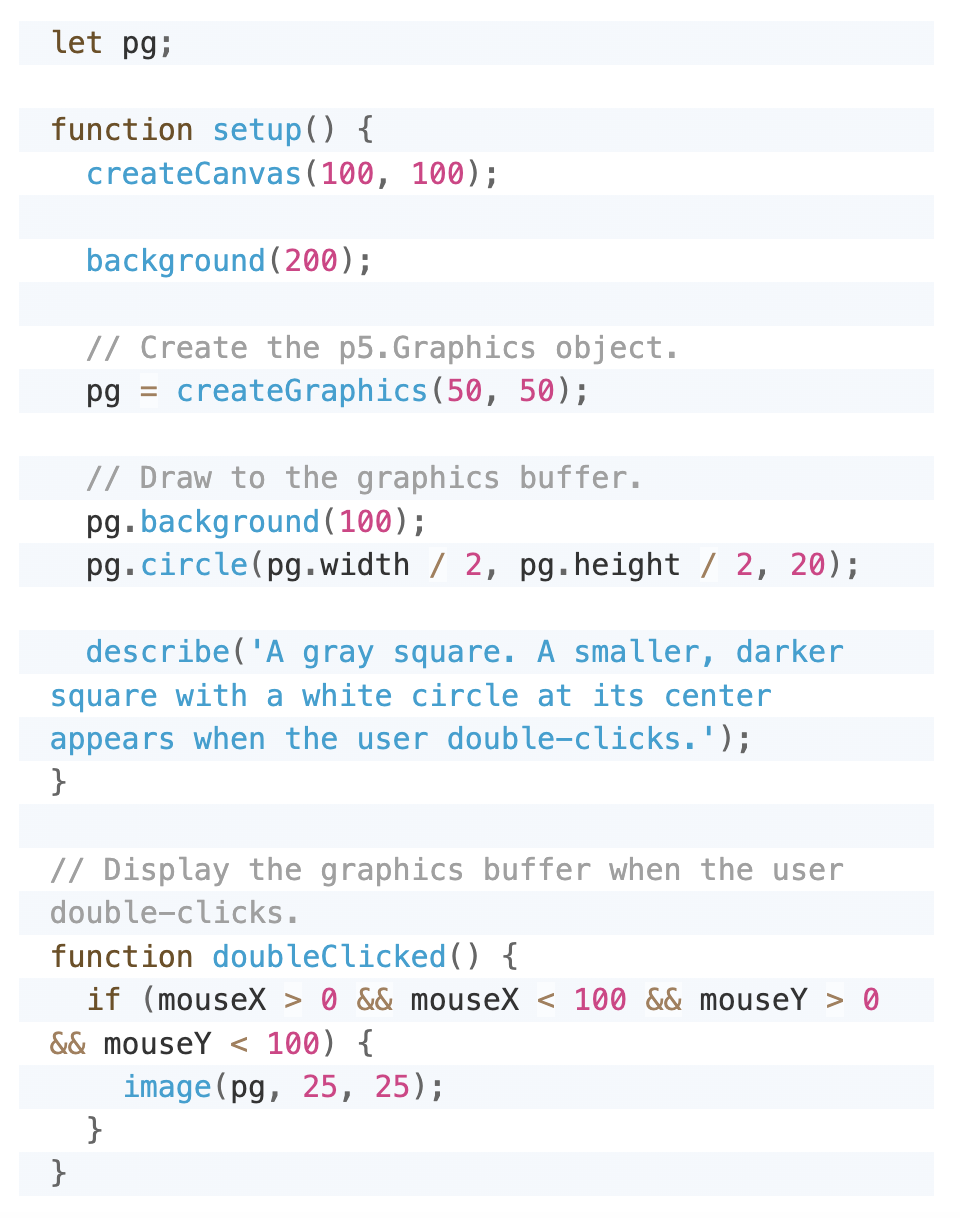 let pg;
function setup() {
  createCanvas(100, 100);
  background(200);
  // Create the p5.Graphics object.
  pg = createGraphics(50, 50);
  // Draw to the graphics buffer.
  pg.background(100);
  pg.circle(pg.width / 2, pg.height / 2, 20);
  describe('A gray square. A smaller, darker
square with a white circle at its center
appears when the user double-clicks.');
}
// Display the graphics buffer when the user
double-clicks.
function doubleClicked() {
  if (mouseX > 0 && mouseX < 100 && mouseY > 0
&& mouseY < 100) {
    image(pg, 25, 25);
  }
}